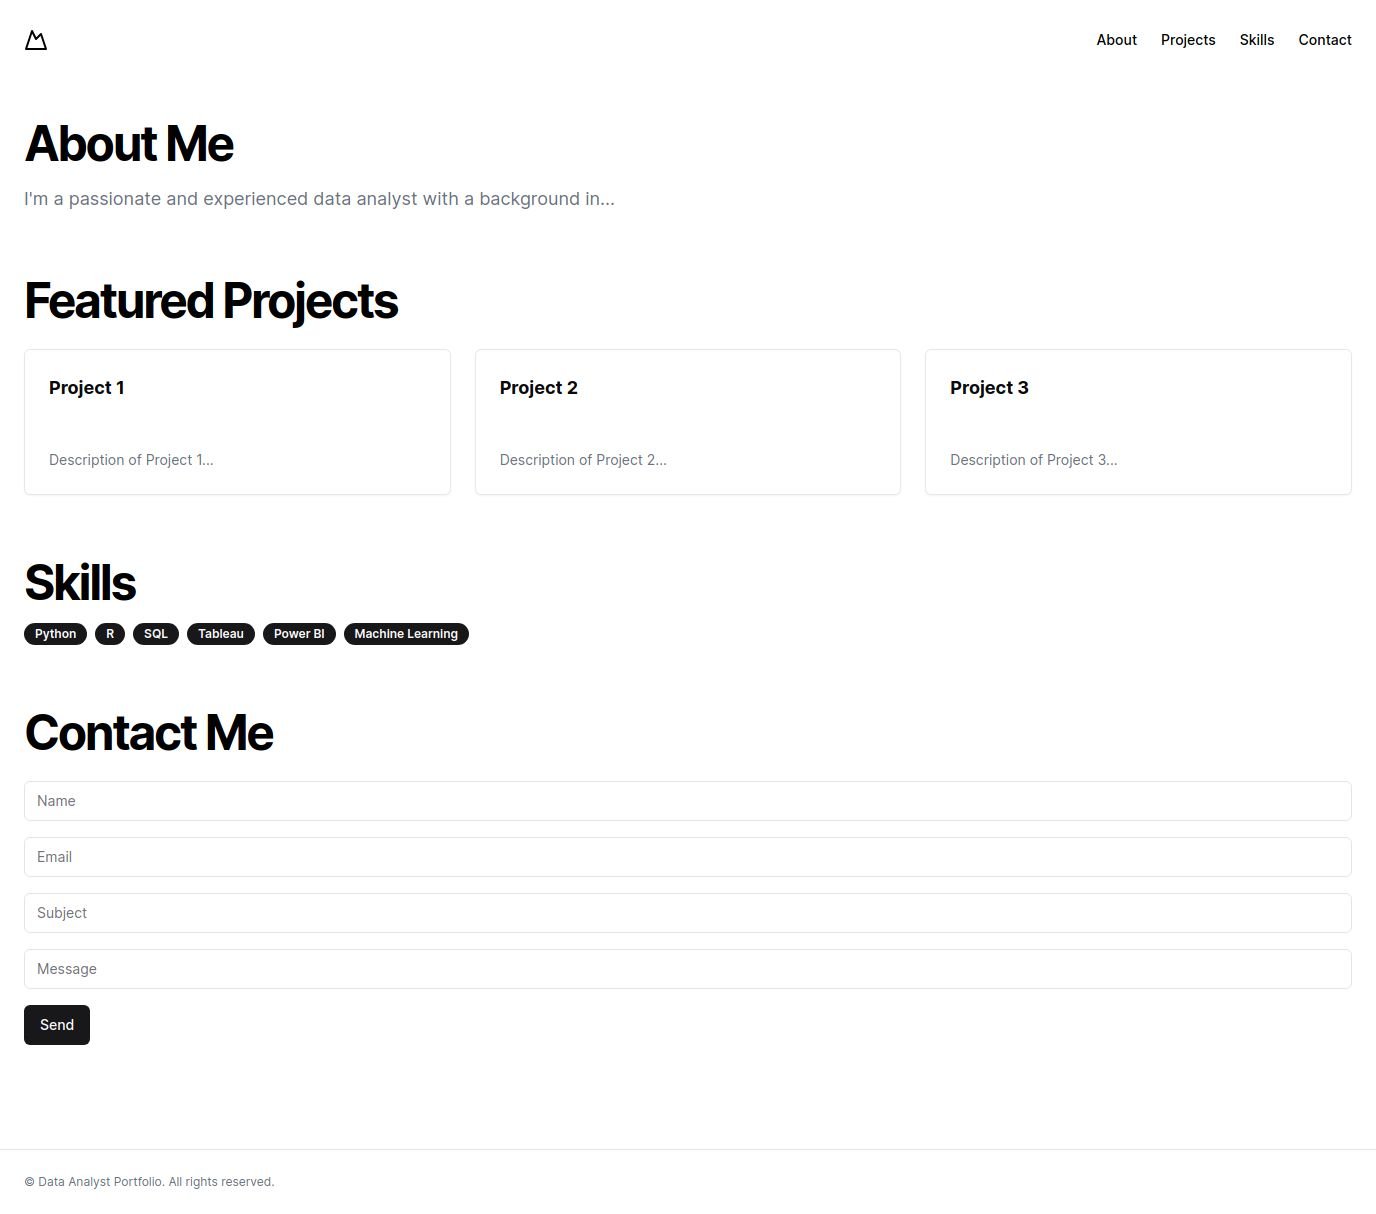 About Projects Skills Contact
About Me
I'm a passionate and experienced data analyst with a background in...
Featured Projects
Project 1
Description of Project 1...
Project 2
Description of Project 2...
Project 3
Description of Project 3...
Skills
Python R SQL Tableau Power BI Machine Learning
Contact Me
Name
Email
Subject
Message
Send
© Data Analyst Portfolio. All rights reserved.